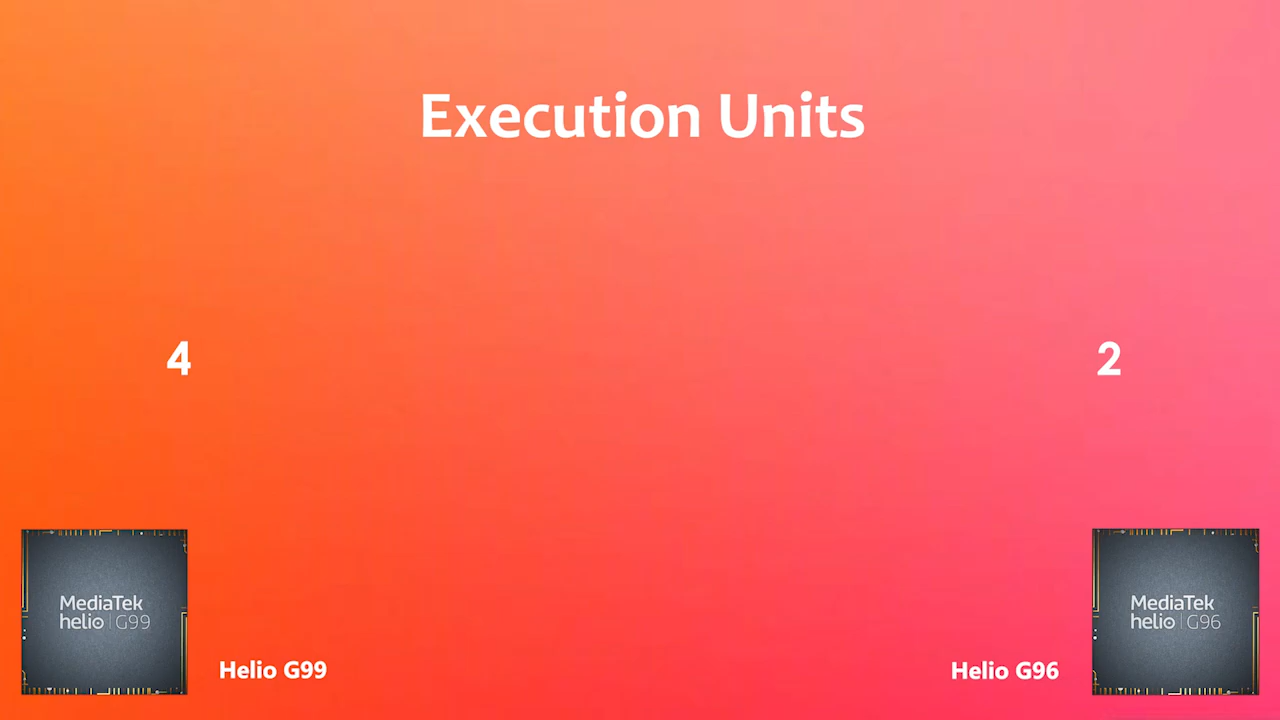 Execution Units
4
2
MediaTek
helio | G99
Helio G99
Helio G96
MediaTek
helio | G96